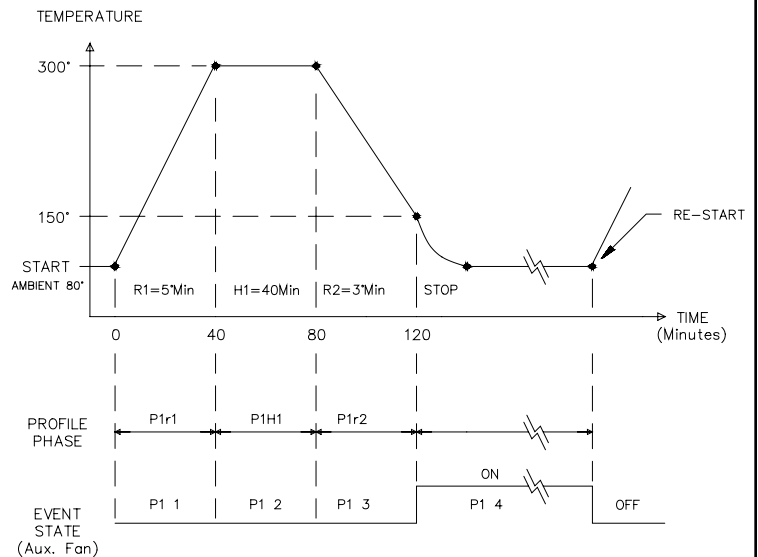 TEMPERATURE
300°
150°
START
AMBIENT 80°
R1=5°Min
H1=40Min
R2=3°Min
STOP
RE-START
0
40
80
120
TIME
(Minutes)
PROFILE
PHASE
P1r1
P1H1
P1r2
EVENT
STATE
(Aux. Fan)
P1 1
P1 2
P1 3
ON
P1 4
OFF